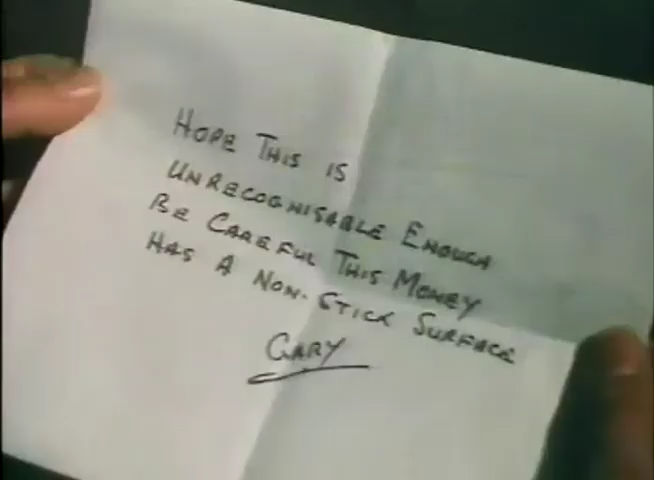 Hope This is
Unrecognisable Enough
Be Careful This Money
Has A Non-Stick Surface
Gary